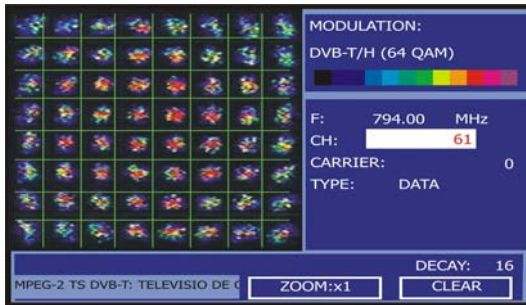 MODULATION:
DVB-T/H (64 QAM)
F: 794.00 MHz
CH: 61
CARRIER: 0
TYPE: DATA
DECAY: 16
MPEG-2 TS DVB-T: TELEVISIO DE
ZOOM:x1
CLEAR